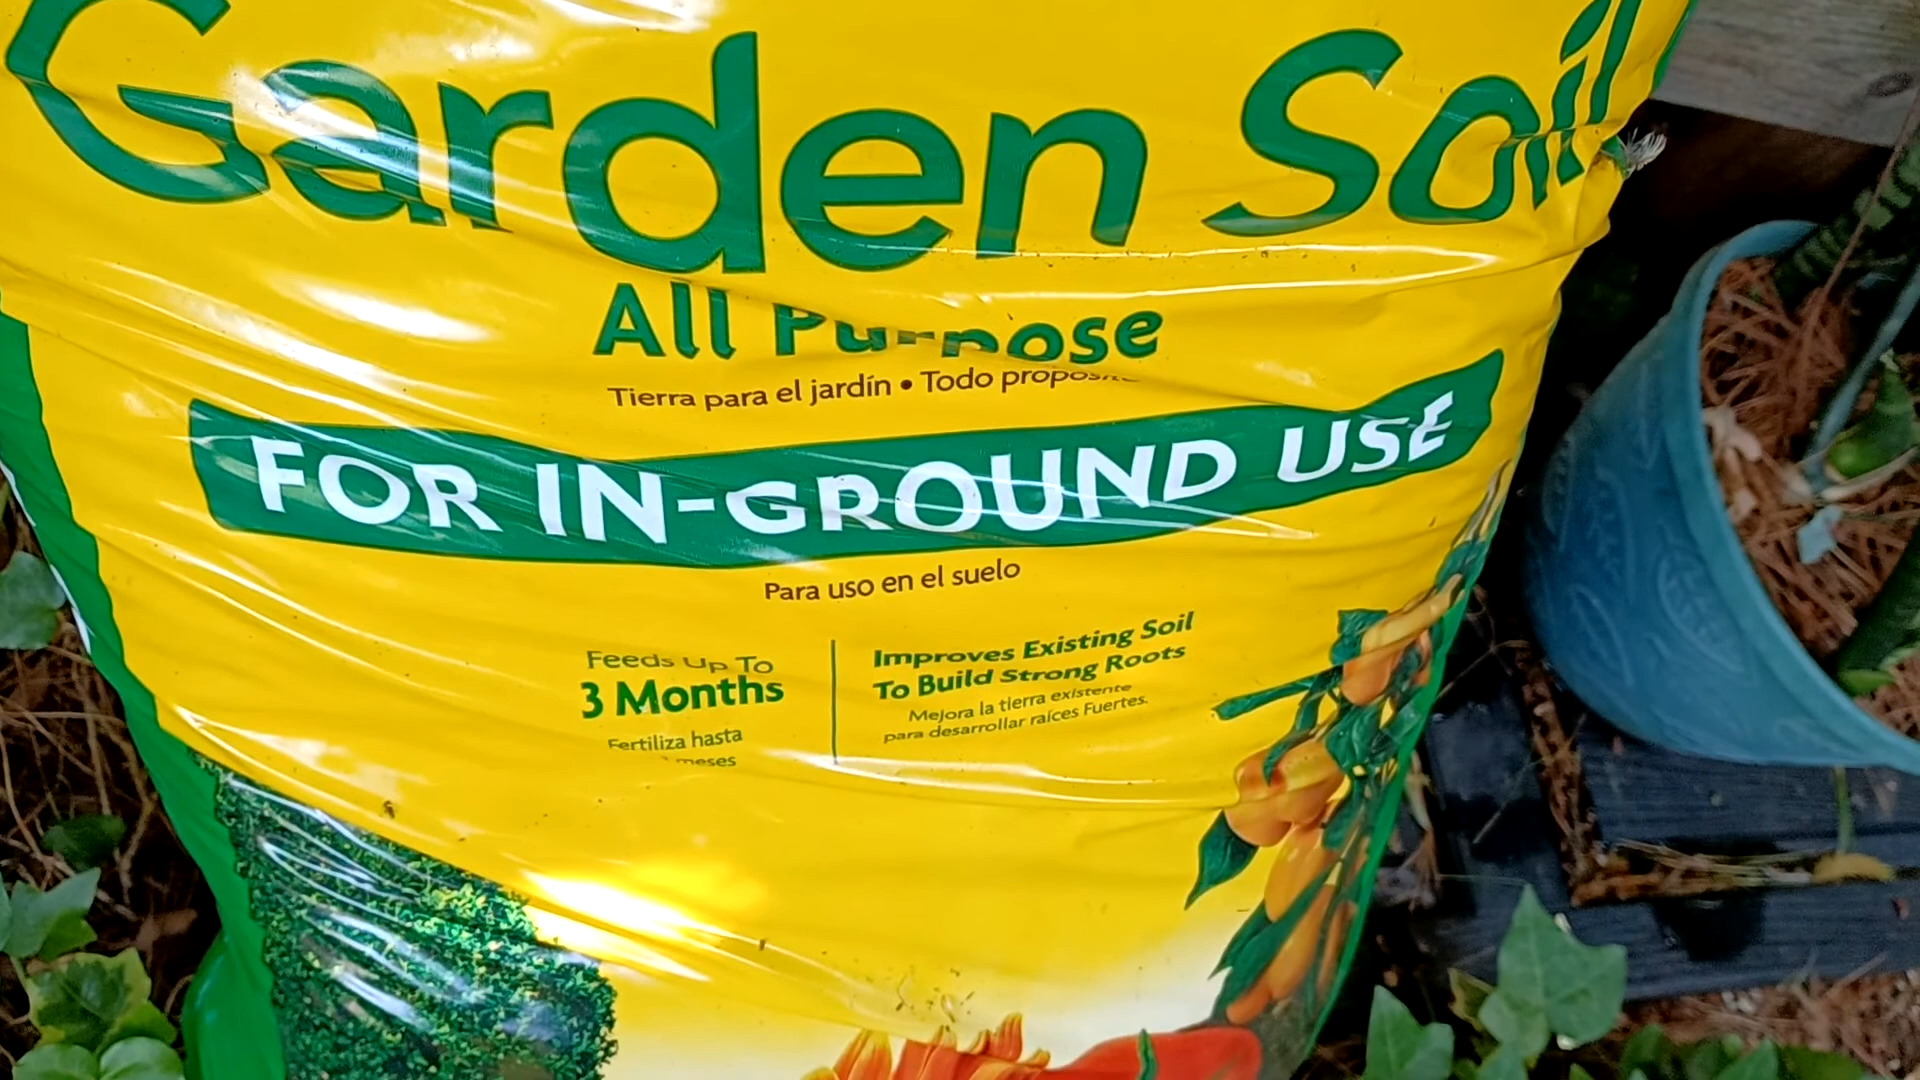 Garden Soil
All Purpose
Tierra para el jardín • Todo
FOR IN-GROUND USE
Para uso en el suelo
Feeds Up To
3 Months
Fertiliza hasta
meses
Improves Existing Soil
To Build Strong Roots
Mejora la tierra existente
para desarrollar raíces Fuertes.